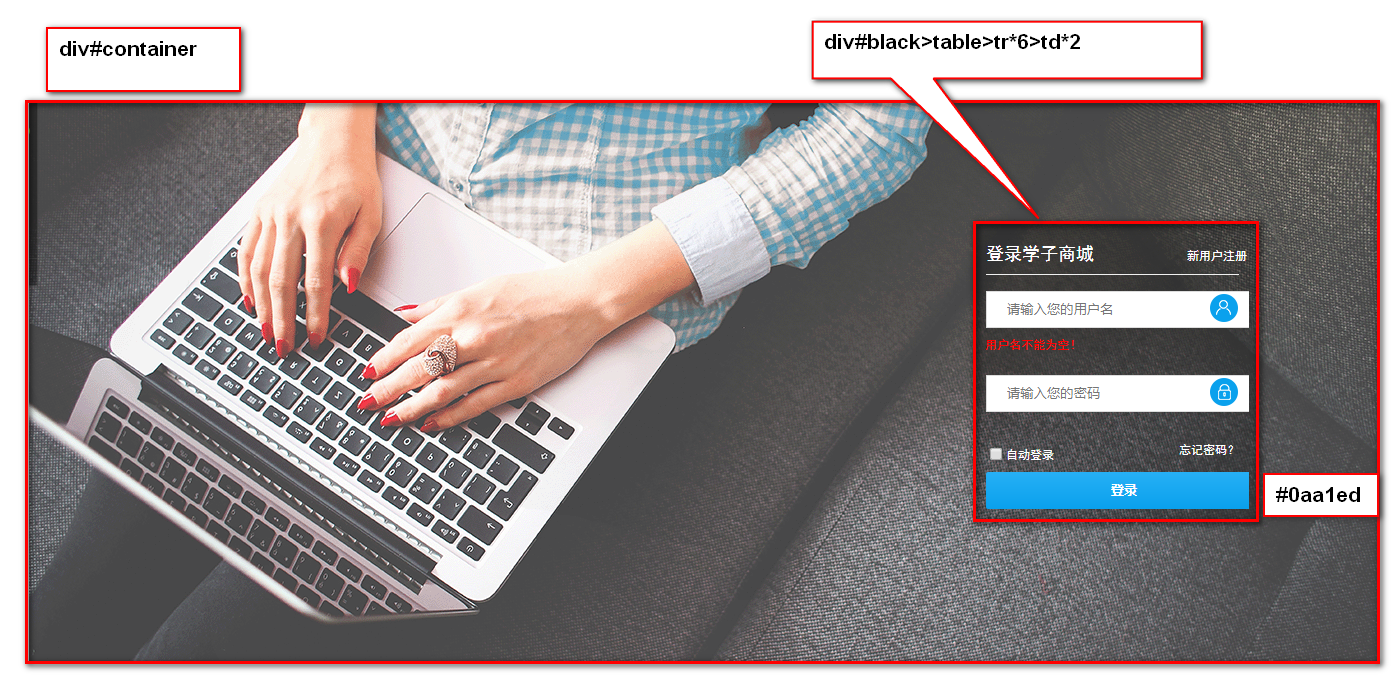 div#container
div#black>table>tr*6>td*2
登录学子商城
新用户注册
请输入您的用户名
用户名不能为空!
请输入您的密码
自动登录
忘记密码?
登录
#0aa1ed